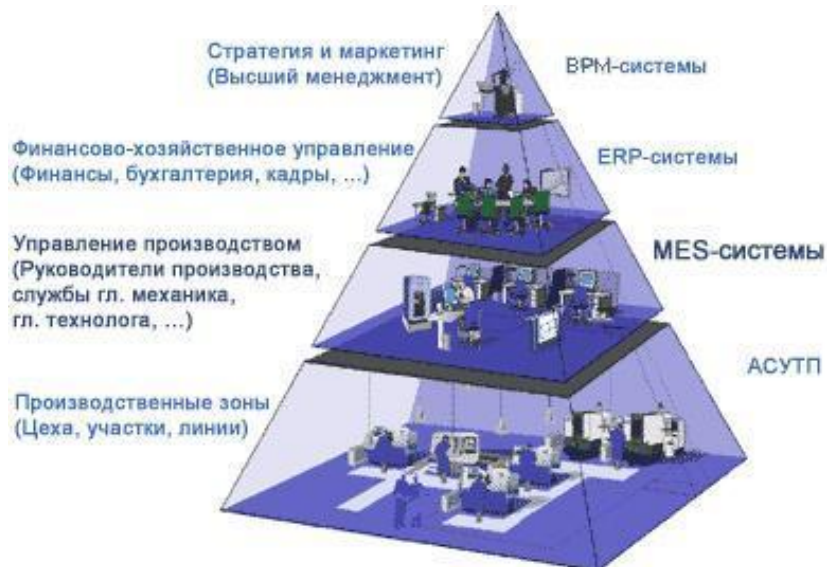 Стратегия и маркетинг
(Высший менеджмент)
BPM-системы
Финансово-хозяйственное управление
(Финансы, бухгалтерия, кадры, ...)
ERP-системы
Управление производством
(Руководители производства,
службы гл. механика,
гл. технолога, ...)
MES-системы
АСУТП
Производственные зоны
(Цеха, участки, линии)